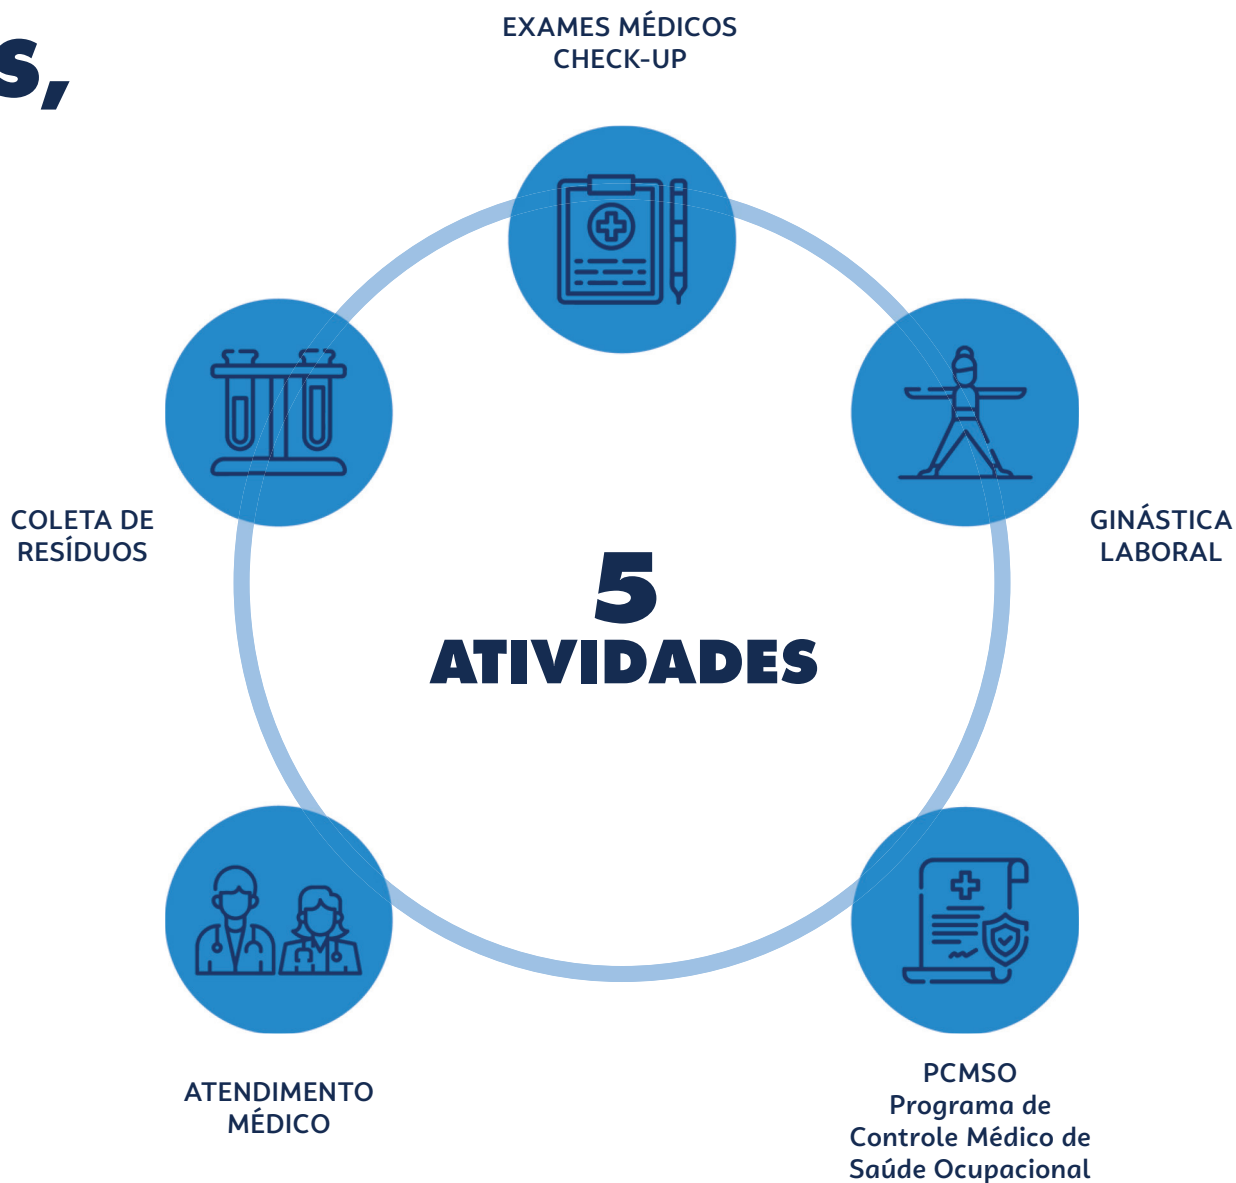 s,
EXAMES MÉDICOS
CHECK-UP
COLETA DE
RESÍDUOS
GINÁSTICA
LABORAL
5
ATIVIDADES
ATENDIMENTO
MÉDICO
PCMSO
Programa de
Controle Médico de
Saúde Ocupacional